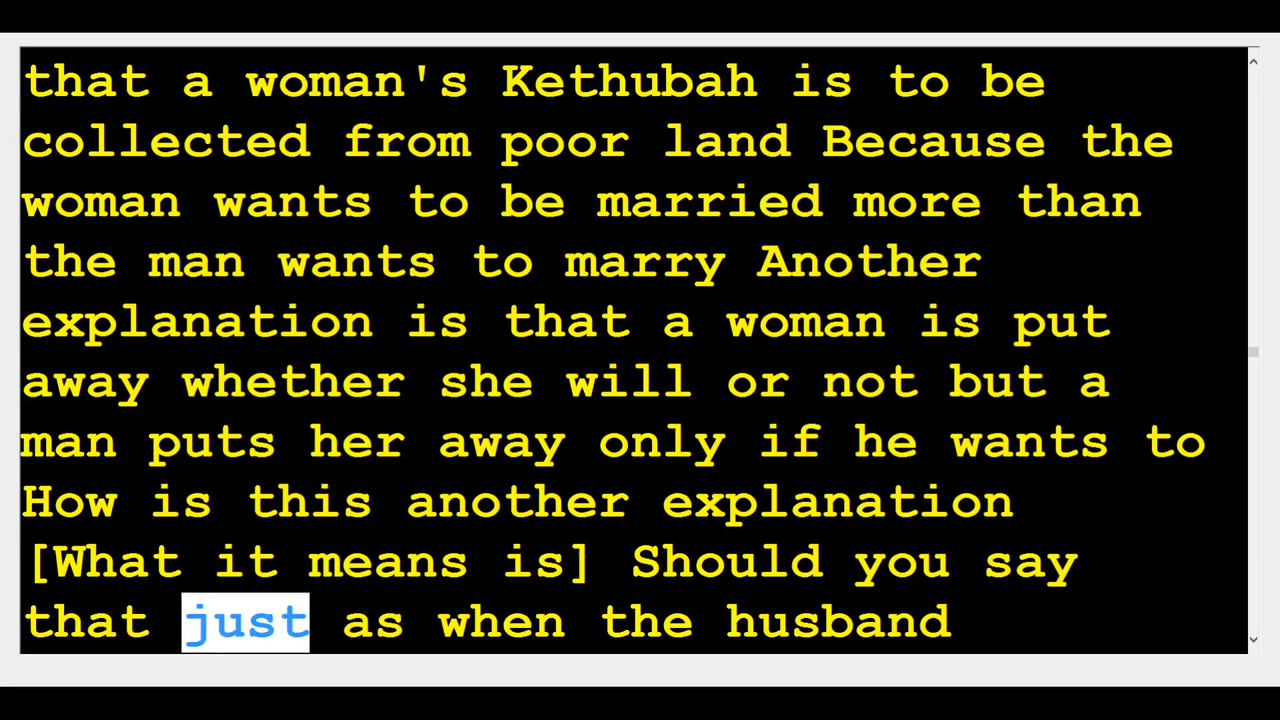 that a woman's Kethubah is to be
collected from poor land Because the
woman wants to be married more than
the man wants to marry Another
explanation is that a woman is put
away whether she will or not but a
man puts her away only if he wants to
How is this another explanation
[What it means is] Should you say
that just as when the husband